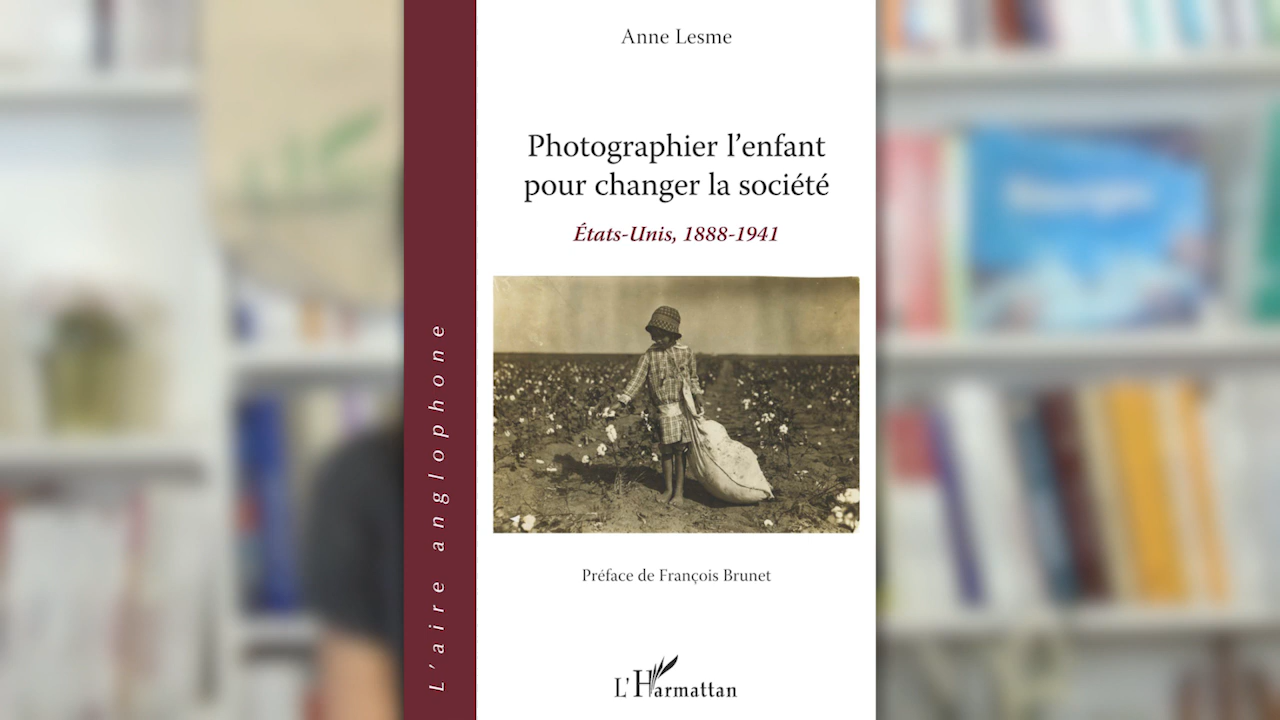 Anne Lesme
Photographier l’enfant
pour changer la société
États-Unis, 1888-1941
Préface de François Brunet
L'Harmattan
L'aire anglophone